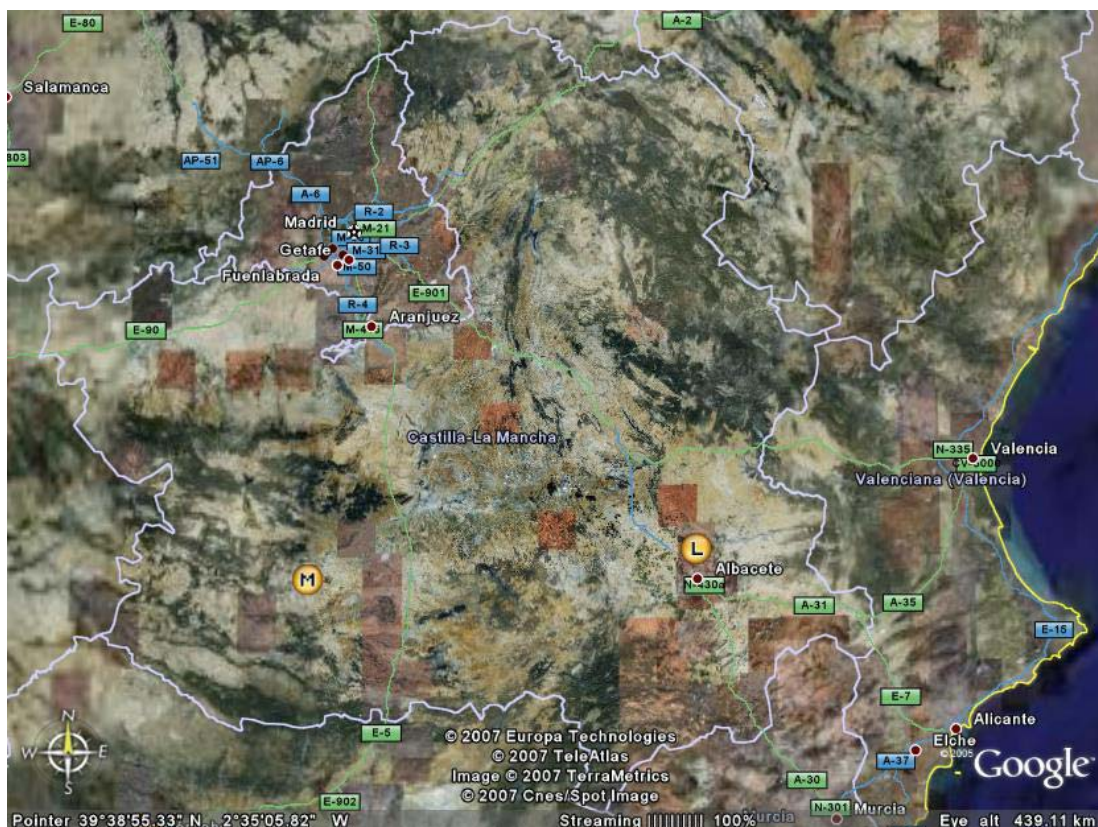 E-80
A-2
Salamanca
803
AP-51
AP-6
A-6
R-2
Madrid
M-21
Getafe
M-31
R-3
M-50
Fuenlabrada
E-901
R-4
Aranjuez
E-90
Castilla-La Mancha
N-335
Valencia
Valenciana (Valencia)
L
M
Albacete
N-430a
A-31
A-35
E-15
E-7
Alicante
Elche
E-5
© 2007 Europa Technologies
© 2005
© 2007 TeleAtlas
A-37
Google™
Image © 2007 TerraMetrics
A-30
© 2007 Cnes/Spot Image
E-902
N-301
Murcia
N
W
E
S
Pointer 39°38'55.33" N 2°35'05.82" W
Streaming |||||||||| 100%
Eye alt 439.11 km